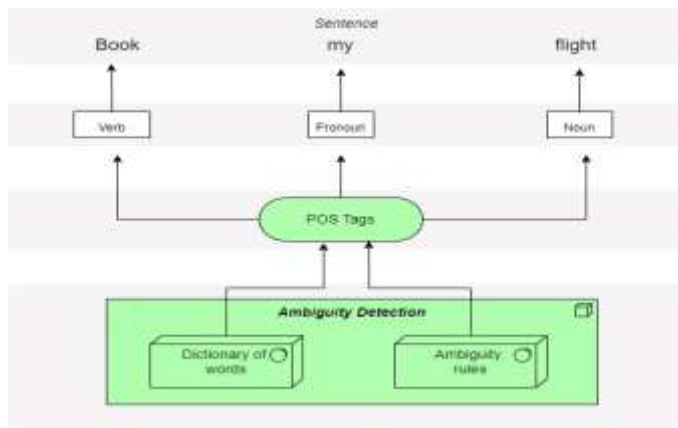 Sentence
Book my flight
Verb Pronoun Noun
POS Tags
Ambiguity Detection
Dictionary of Ambiguity
words rules